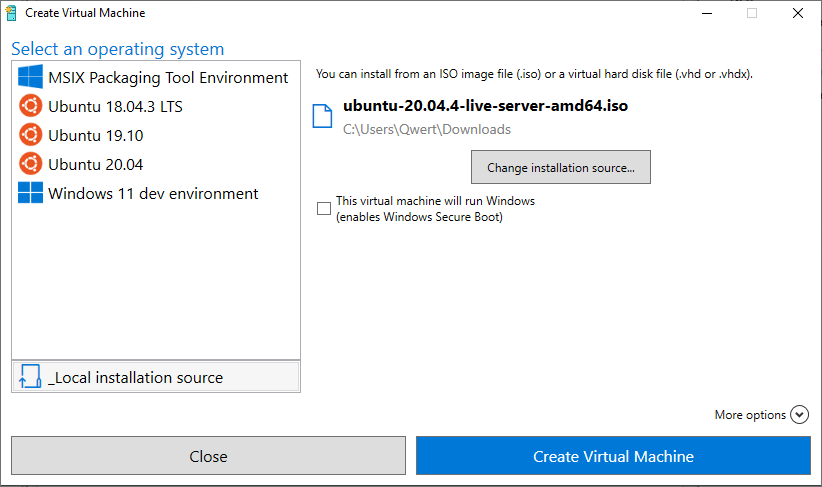 Create Virtual Machine
Select an operating system
MSIX Packaging Tool Environment
Ubuntu 18.04.3 LTS
Ubuntu 19.10
Ubuntu 20.04
Windows 11 dev environment
_Local installation source
You can install from an ISO image file (.iso) or a virtual hard disk file (.vhd or .vhdx).
ubuntu-20.04.4-live-server-amd64.iso
C:\Users\Qwert\Downloads
Change installation source...
This virtual machine will run Windows
(enables Windows Secure Boot)
More options
Close
Create Virtual Machine